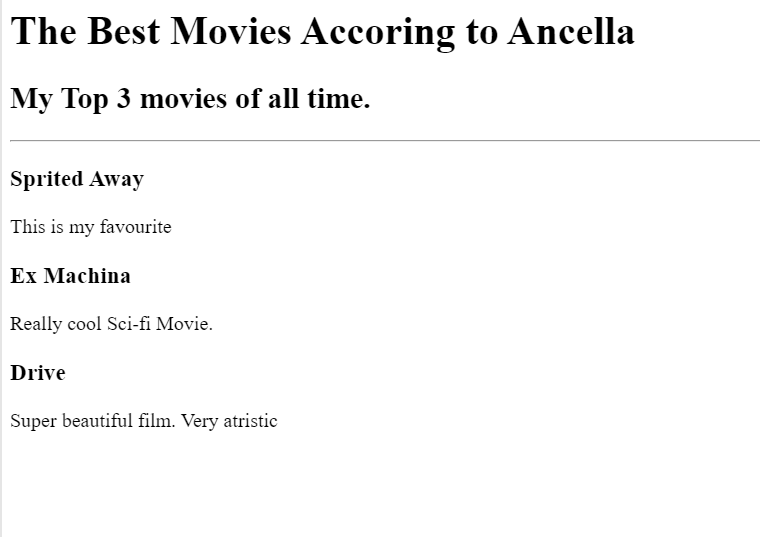 The Best Movies Accoring to Ancella
My Top 3 movies of all time.
Sprited Away
This is my favourite
Ex Machina
Really cool Sci-fi Movie.
Drive
Super beautiful film. Very atristic